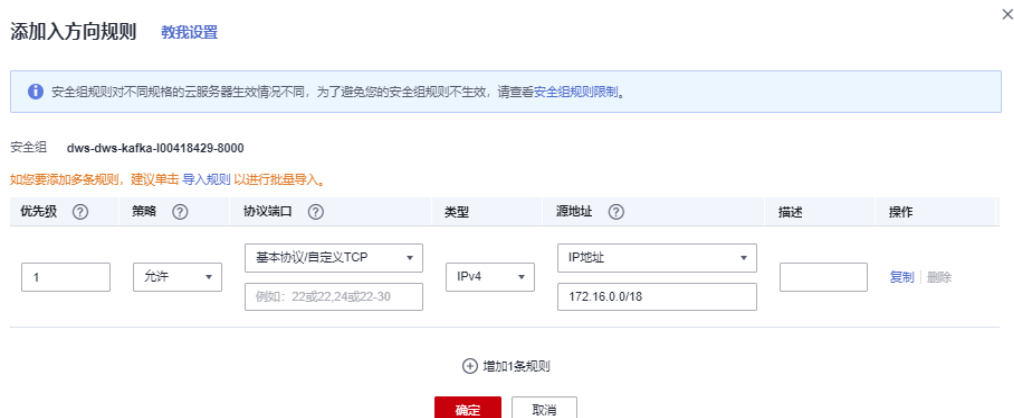 添加入方向规则 教我设置
安全组规则对不同规格的云服务器生效情况不同，为了避免您的安全组规则不生效，请查看安全组规则限制。
安全组 dws-dws-kafka-l00418429-8000
如您要添加多条规则，建议单击 导入规则 以进行批量导入。
优先级 ? 策略 ? 协议端口 ? 类型 源地址 ? 描述 操作
基本协议/自定义TCP IP地址
1 允许 IPv4 复制 删除
例如：22或22,24或22-30 172.16.0.0/18
增加1条规则
确定 取消